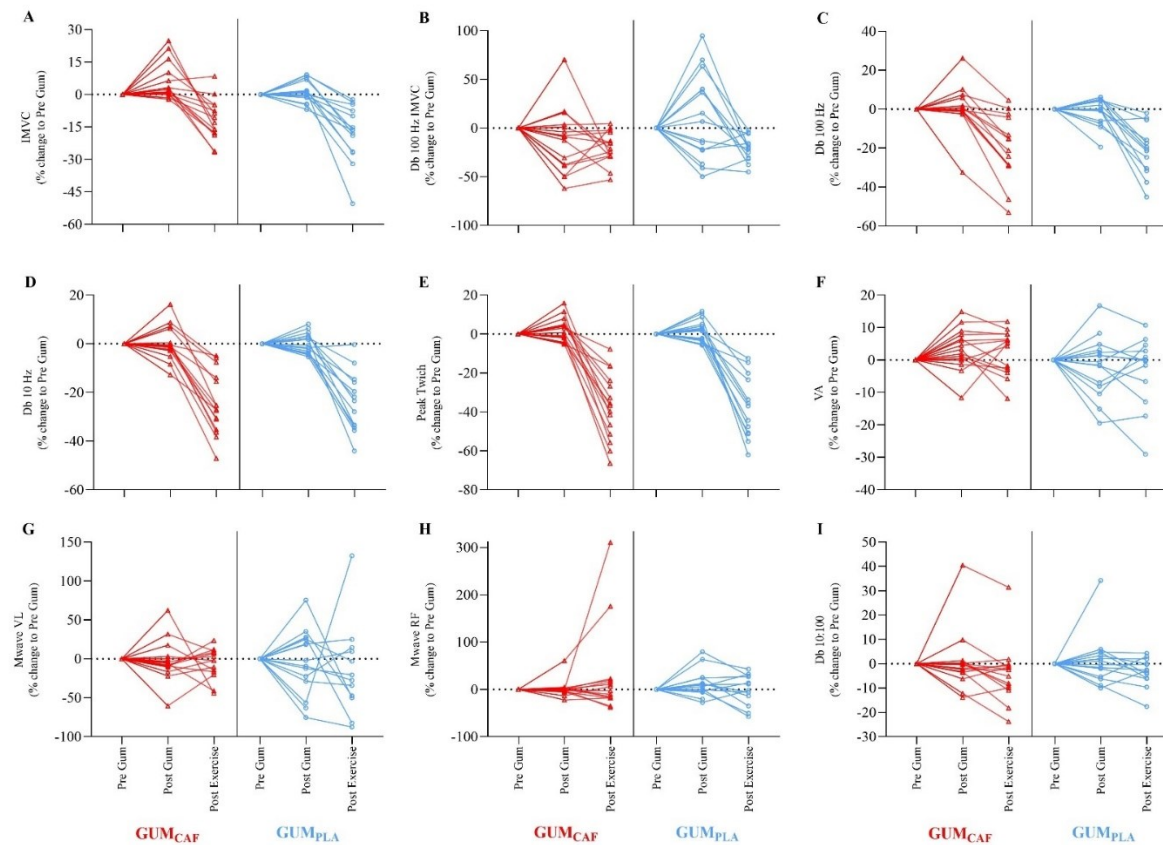 A
IMVC
(% change to Pre Gum)
30
15
0
-15
-30
-45
-60
B
Db 100 Hz IMVC
(% change to Pre Gum)
100
50
0
-50
-100
C
Db 100 Hz
(% change to Pre Gum)
40
20
0
-20
-40
-60
D
Db 10 Hz
(% change to Pre Gum)
20
0
-20
-40
-60
E
Peak Twich
(% change to Pre Gum)
20
0
-20
-40
-60
-80
F
VA
(% change to Pre Gum)
20
10
0
-10
-20
-30
-40
G
Mwave VL
(% change to Pre Gum)
150
100
50
0
-50
-100
Pre Gum
Post Gum
Post Exercise
Pre Gum
Post Gum
Post Exercise
GUMCAF
GUMPLA
H
Mwave RF
(% change to Pre Gum)
300
200
100
0
-100
Pre Gum
Post Gum
Post Exercise
Pre Gum
Post Gum
Post Exercise
GUMCAF
GUMPLA
I
Db 10:100
(% change to Pre Gum)
50
40
30
20
10
0
-10
-20
-30
Pre Gum
Post Gum
Post Exercise
Pre Gum
Post Gum
Post Exercise
GUMCAF
GUMPLA